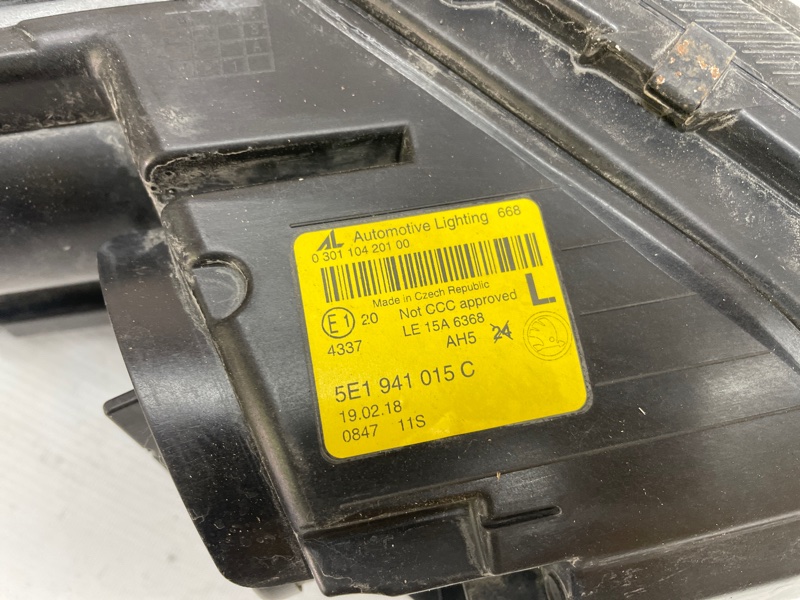 AL Automotive Lighting 668
0 301 104 201 00
Made in Czech Republic
Not CCC approved L
E1 20 LE 15A 6368
4337 AH5 24
5E1 941 015 C
19.02.18
0847 11S